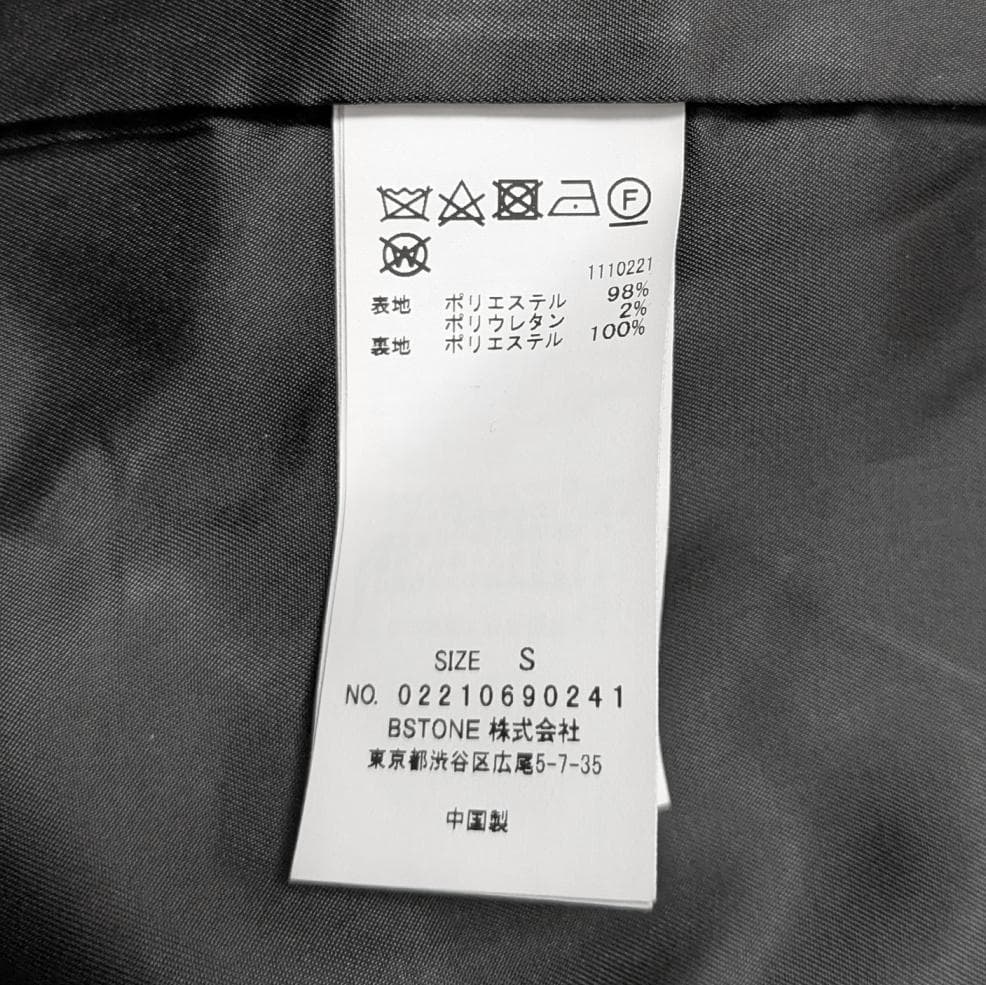 F
W
1110221
表地 ポリエステル 98%
ポリウレタン 2%
裏地 ポリエステル 100%
SIZE S
NO. 02210690241
BSTONE 株式会社
東京都渋谷区広尾5-7-35
中国製